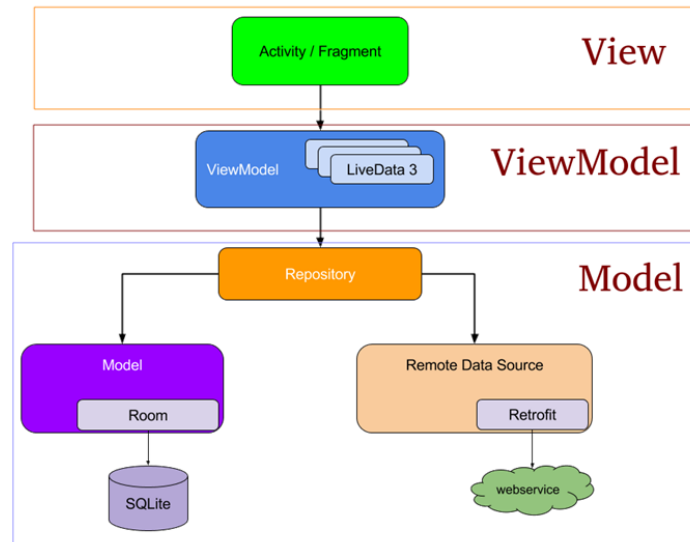 Activity / Fragment
View
ViewModel
LiveData 3
ViewModel
Repository
Model
Model
Remote Data Source
Room
Retrofit
SQLite
webservice